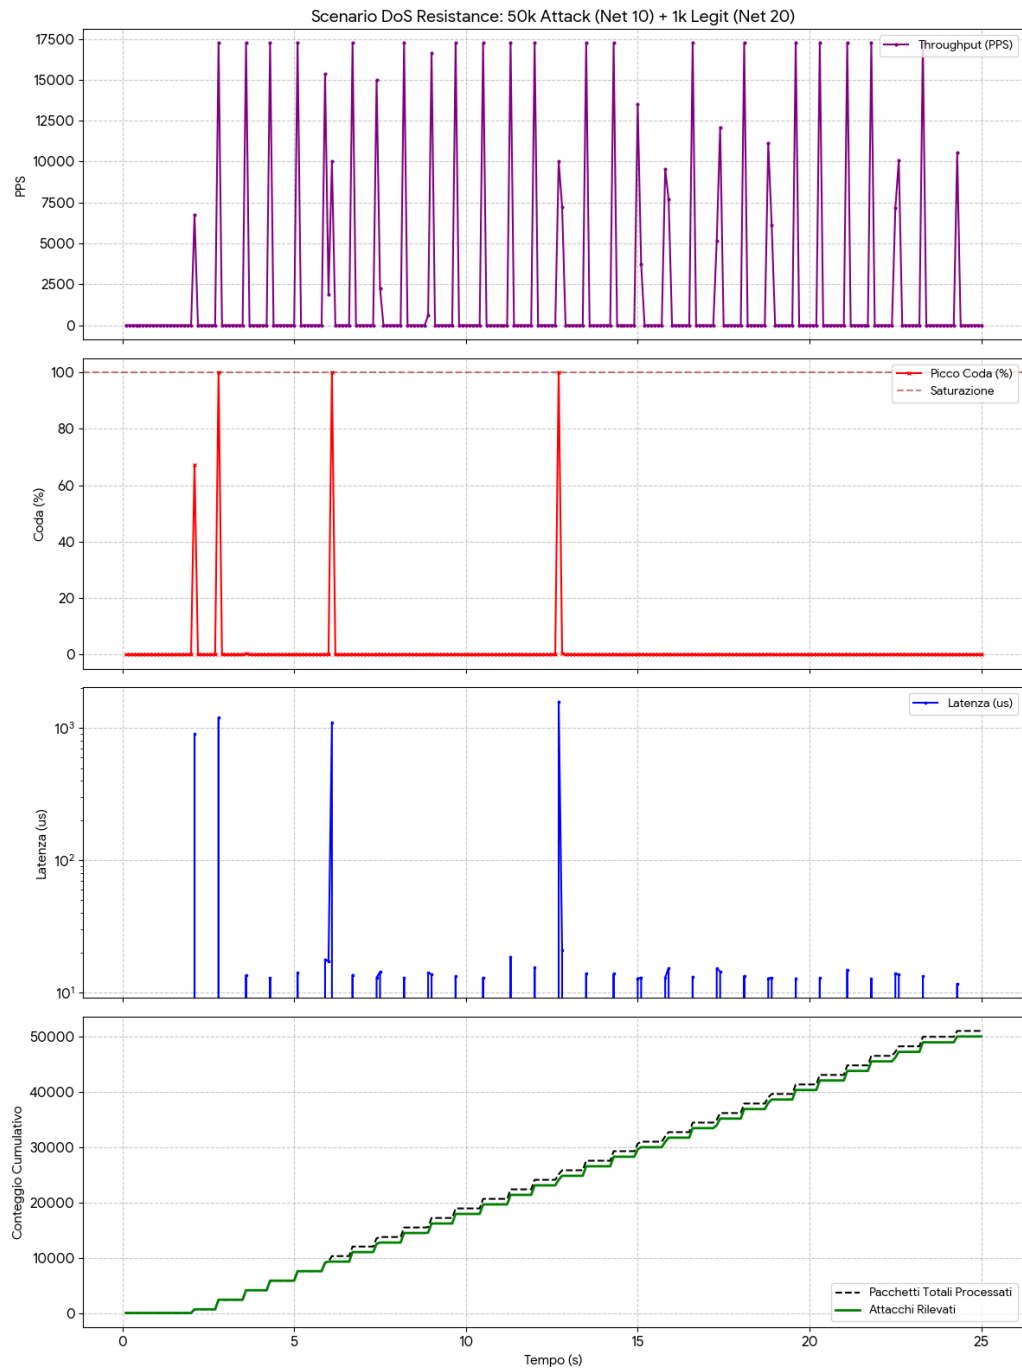 Scenario DoS Resistance: 50k Attack (Net 10) + 1k Legit (Net 20)
17500
15000
12500
10000
7500
5000
2500
0
PPS
Throughput (PPS)
100
80
60
40
20
0
Coda (%)
Picco Coda (%)
Saturazione
10³
10²
10¹
Latenza (us)
Latenza (us)
50000
40000
30000
20000
10000
0
Conteggio Cumulativo
Pacchetti Totali Processati
Attacchi Rilevati
0 5 10 15 20 25
Tempo (s)